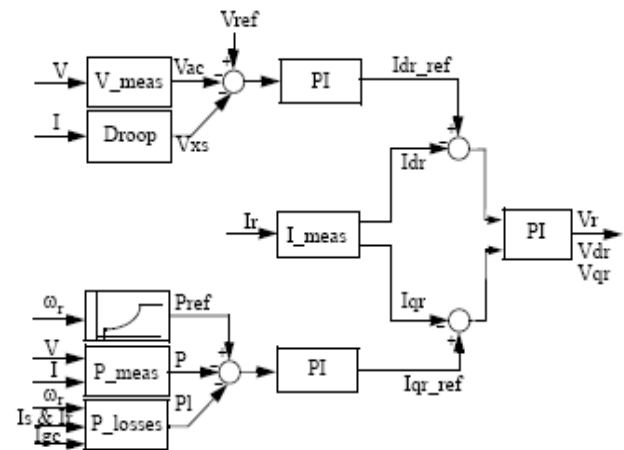 Vref
V
V_meas
Vac
PI
Idr_ref
I
Droop
Vxs
Idr
Ir
I_meas
PI
Vr
Vdr
Vqr
Iqr
ωr
Pref
V
I
P_meas
P
PI
Iqr_ref
ωr
Is & Ir
Igc
P_losses
Pl